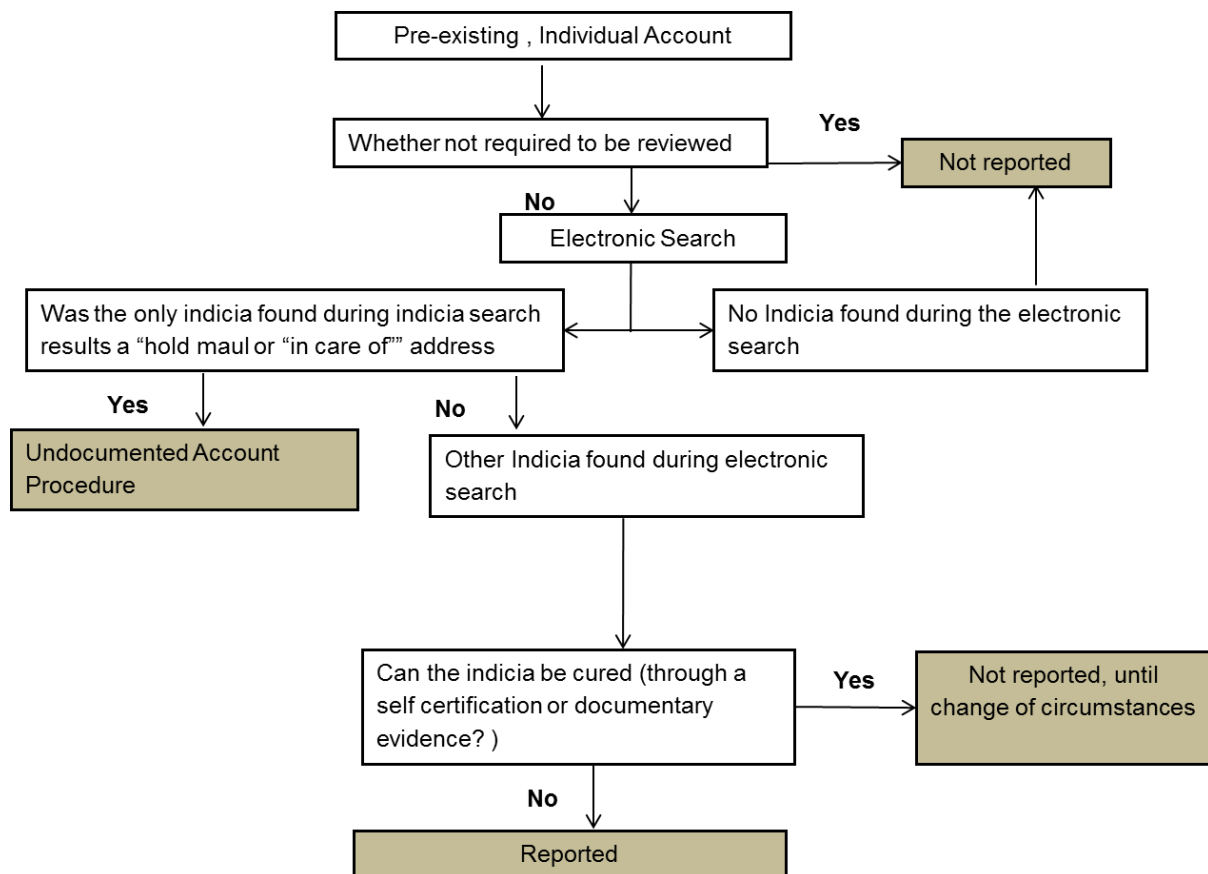 Pre-existing , Individual Account
Whether not required to be reviewed
Yes
Not reported
No
Electronic Search
Was the only indicia found during indicia search
results a “hold maul or “in care of”” address
No Indicia found during the electronic
search
Yes
No
Undocumented Account
Procedure
Other Indicia found during electronic
search
Can the indicia be cured (through a
self certification or documentary
evidence? )
Yes
Not reported, until
change of circumstances
No
Reported